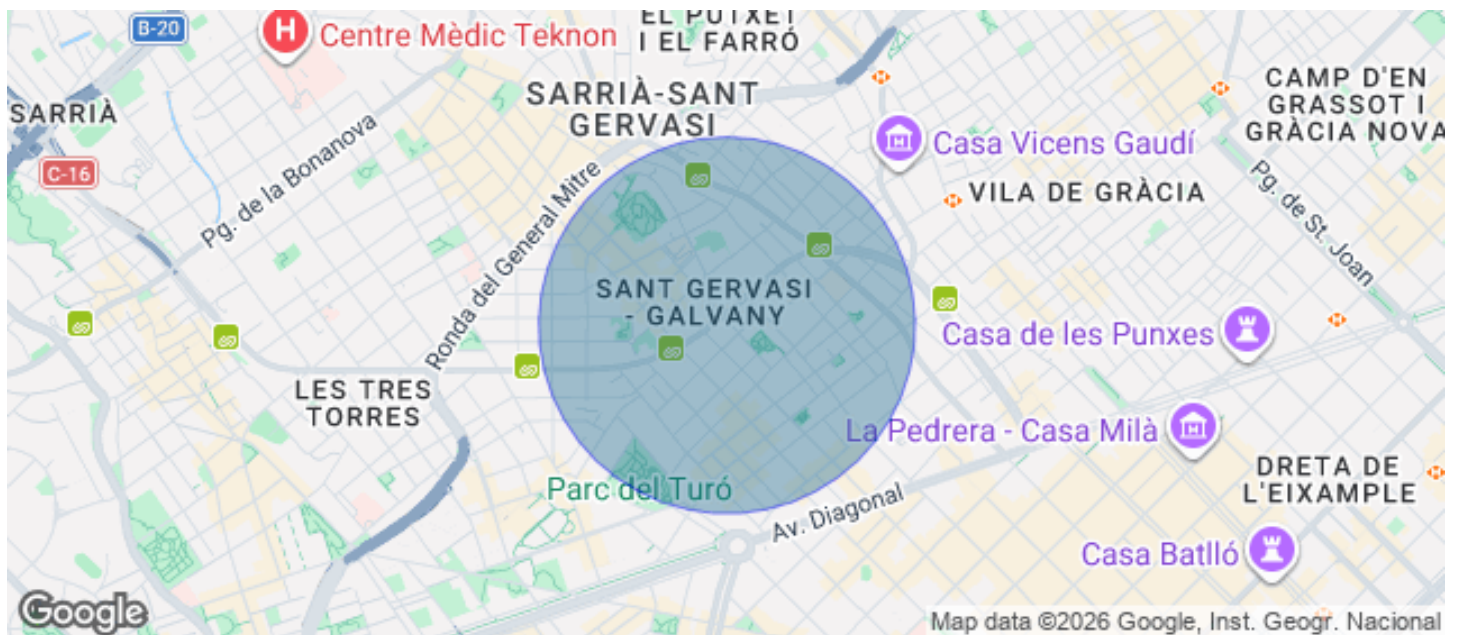 B-20
H
Centre Mèdic Teknon
EL PUTXET
I EL FARRÓ
SARRIÀ-SANT
GERVASI
CAMP D'EN
GRASSOT I
GRÀCIA NOVA
SARRIÀ
C-16
Pg. de la Bonanova
Ronda del General Mitre
Casa Vicens Gaudí
VILA DE GRÀCIA
Pg. de St. Joan
SANT GERVASI
- GALVANY
Casa de les Punxes
LES TRES
TORRES
La Pedrera - Casa Milà
Parc del Turó
Av. Diagonal
DRETA DE
L'EIXAMPLE
Casa Batlló
Google
Map data ©2026 Google, Inst. Geogr. Nacional